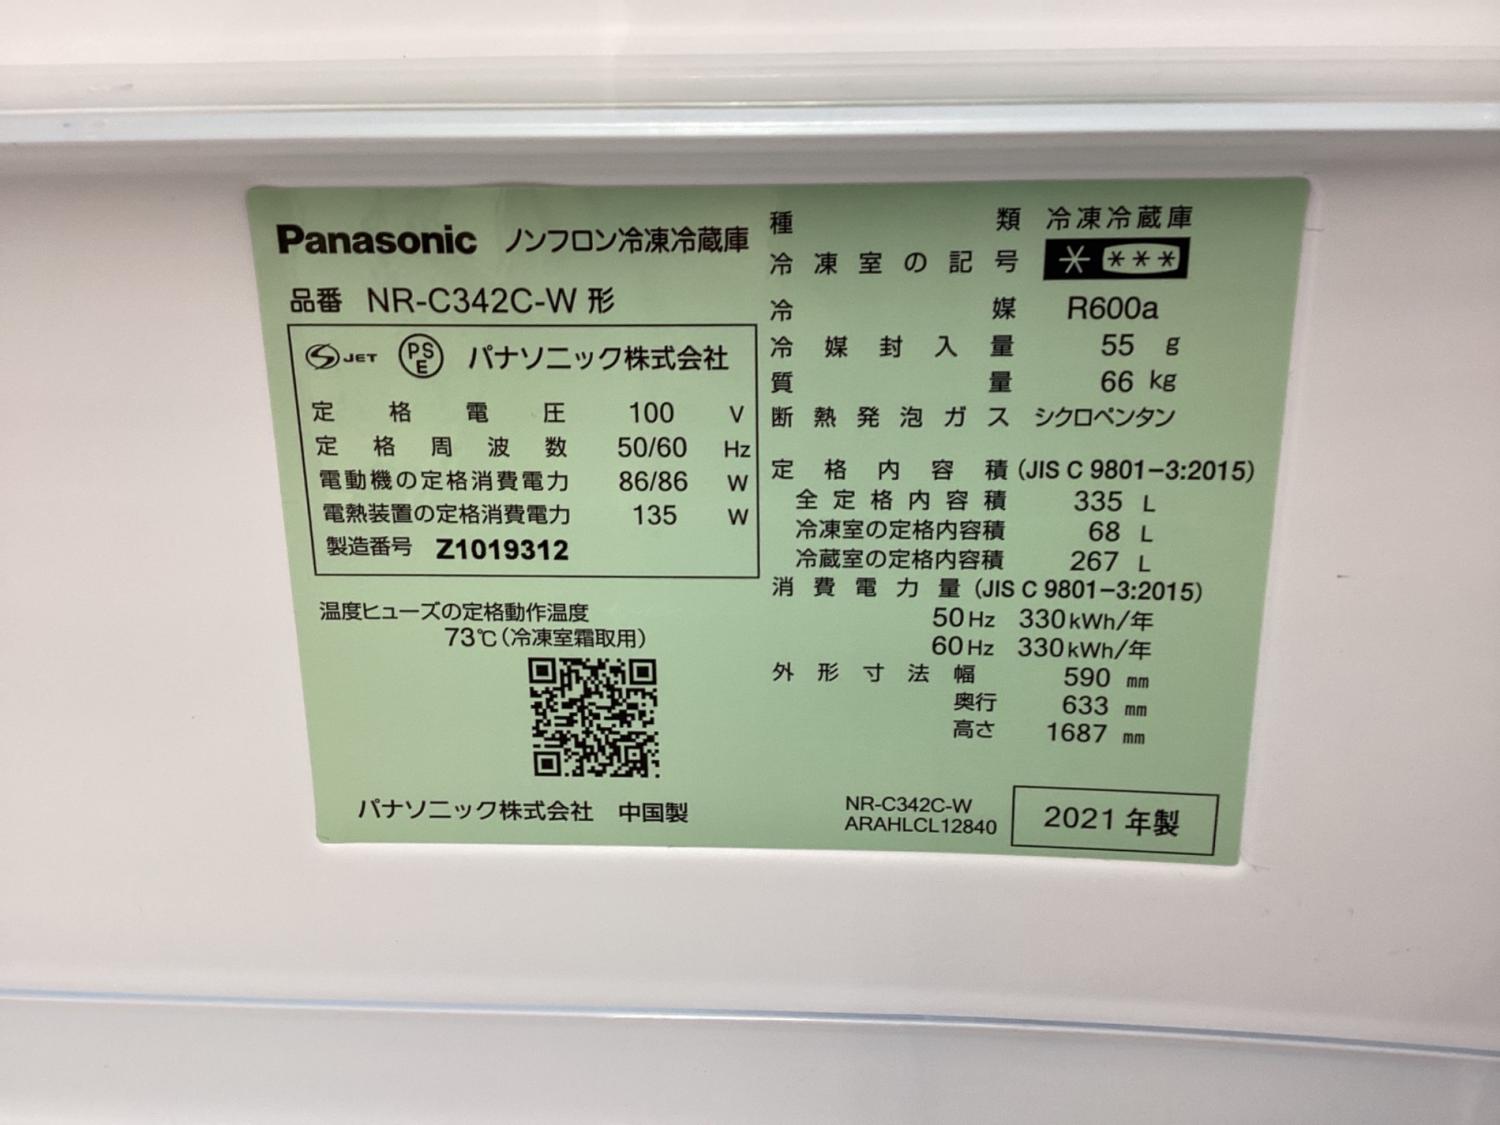 Panasonic ノンフロン冷凍冷蔵庫
品番 NR-C342C-W 形
JET PSE パナソニック株式会社
定格電圧 100 V
定格周波数 50/60 Hz
電動機の定格消費電力 86/86 W
電熱装置の定格消費電力 135 W
製造番号 Z1019312
温度ヒューズの定格動作温度
73℃(冷凍室霜取用)
パナソニック株式会社 中国製
種類 冷凍冷蔵庫
冷凍室の記号 * ***
冷媒 R600a
冷媒封入量 55 g
質量 66 kg
断熱発泡ガス シクロペンタン
定格内容積 (JIS C 9801-3:2015)
全定格内容積 335 L
冷凍室の定格内容積 68 L
冷蔵室の定格内容積 267 L
消費電力量 (JIS C 9801-3:2015)
50Hz 330kWh/年
60Hz 330kWh/年
外形寸法 幅 590 mm
奥行 633 mm
高さ 1687 mm
NR-C342C-W
ARAHLCL12840
2021 年製